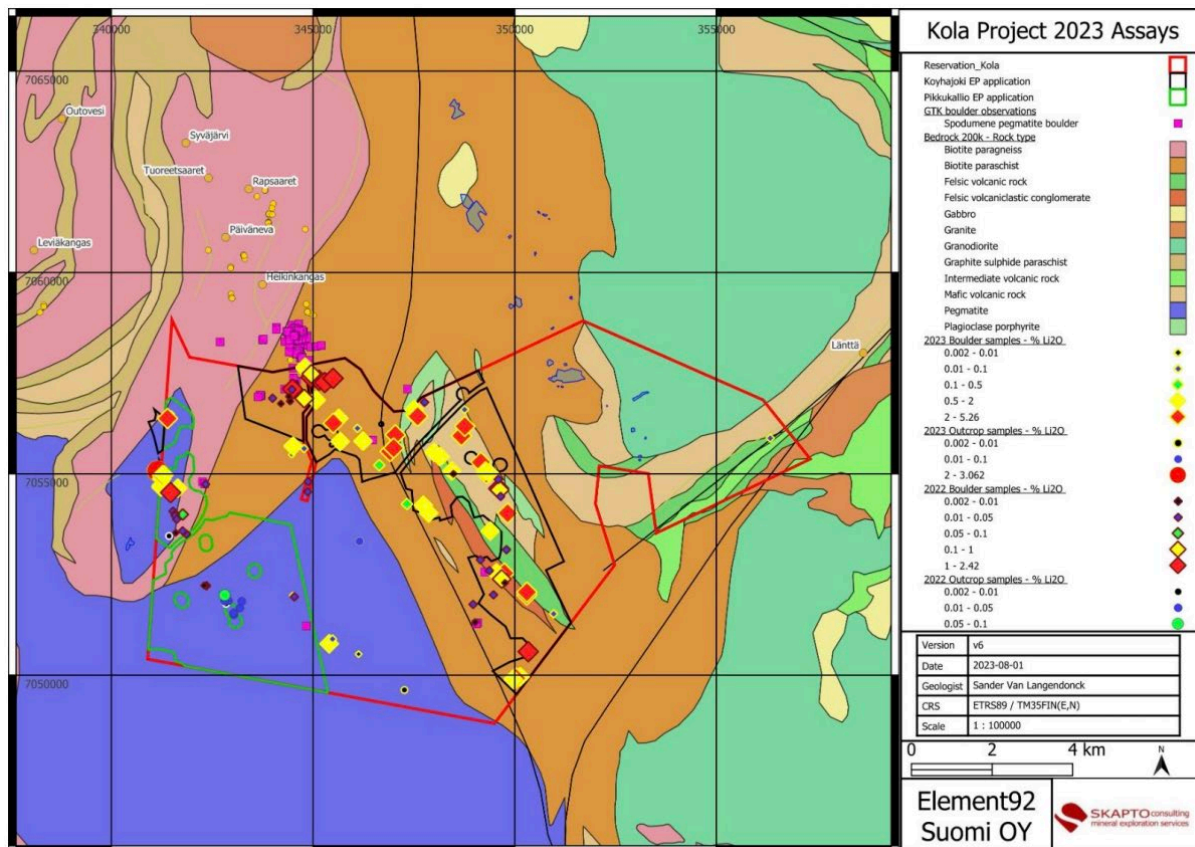 340000
345000
350000
355000
7065000
7060000
7055000
7050000
Outovesi
Syväjärvi
Tuoreetsaaret
Rapsaaret
Päiväneva
Leviäkangas
Heikinkangas
Länttä
Kola Project 2023 Assays
Reservation_Kola
Koyhajoki EP application
Pikkukallio EP application
GTK boulder observations
Spodumene pegmatite boulder
Bedrock 200k - Rock type
Biotite paragneiss
Biotite paraschist
Felsic volcanic rock
Felsic volcaniclastic conglomerate
Gabbro
Granite
Granodiorite
Graphite sulphide paraschist
Intermediate volcanic rock
Mafic volcanic rock
Pegmatite
Plagioclase porphyrite
2023 Boulder samples - % Li2O
0.002 - 0.01
0.01 - 0.1
0.1 - 0.5
0.5 - 2
2 - 5.26
2023 Outcrop samples - % Li2O
0.002 - 0.01
0.01 - 0.1
2 - 3.062
2022 Boulder samples - % Li2O
0.002 - 0.01
0.01 - 0.05
0.05 - 0.1
0.1 - 1
1 - 2.42
2022 Outcrop samples - % Li2O
0.002 - 0.01
0.01 - 0.05
0.05 - 0.1
Version v6
Date 2023-08-01
Geologist Sander Van Langendonck
CRS ETRS89 / TM35FIN(E,N)
Scale 1 : 100000
0 2 4 km
N
Element92
Suomi OY
SKAPTO consulting
mineral exploration services